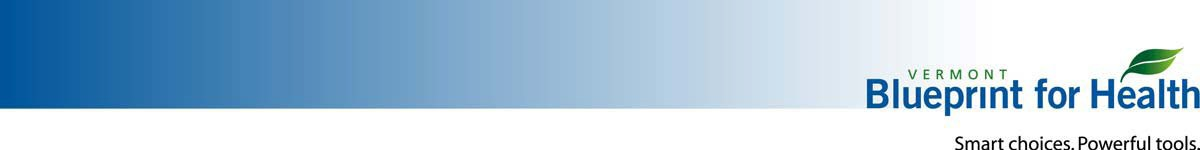 VERMONT
Blueprint for Health
Smart choices. Powerful tools.